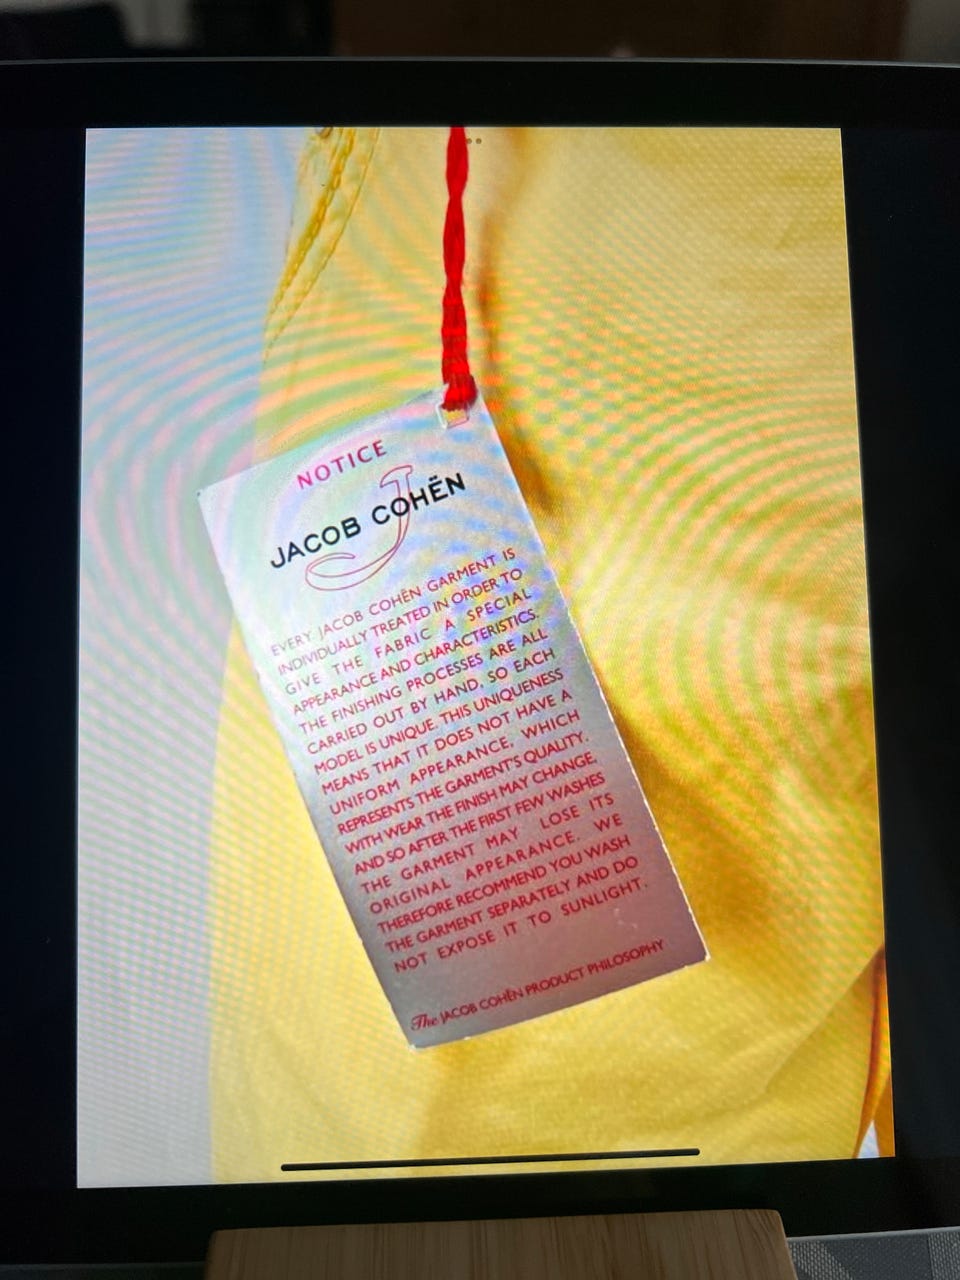 NOTICE
JACOB COHËN
EVERY JACOB COHËN GARMENT IS
INDIVIDUALLY TREATED IN ORDER TO
GIVE THE FABRIC A SPECIAL
APPEARANCE AND CHARACTERISTICS.
THE FINISHING PROCESSES ARE ALL
CARRIED OUT BY HAND, SO EACH
MODEL IS UNIQUE. THIS UNIQUENESS
MEANS THAT IT DOES NOT HAVE A
UNIFORM APPEARANCE, WHICH
REPRESENTS THE GARMENT'S QUALITY.
WITH WEAR THE FINISH MAY CHANGE,
AND SO AFTER THE FIRST FEW WASHES
THE GARMENT MAY LOSE ITS
ORIGINAL APPEARANCE. WE
THEREFORE RECOMMEND YOU WASH
THE GARMENT SEPARATELY AND DO
NOT EXPOSE IT TO SUNLIGHT.
The JACOB COHËN PRODUCT PHILOSOPHY